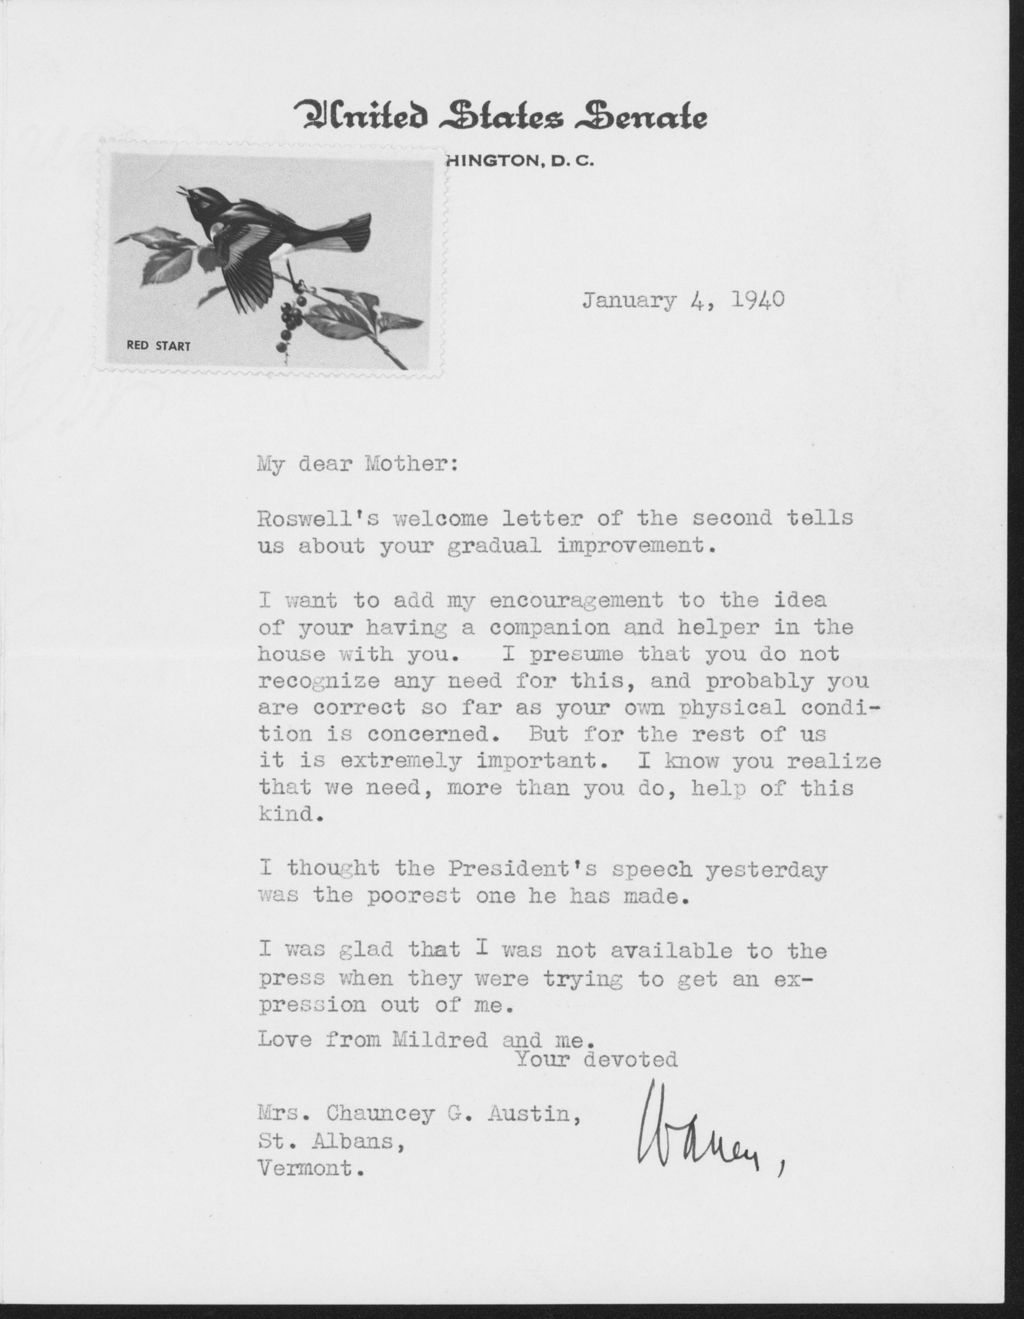 United States Senate
HINGTON, D. C.
RED START
January 4, 1940
My dear Mother:
Roswell's welcome letter of the second tells
us about your gradual improvement.
I want to add my encouragement to the idea
of your having a companion and helper in the
house with you. I presume that you do not
recognize any need for this, and probably you
are correct so far as your own physical condi-
tion is concerned. But for the rest of us
it is extremely important. I know you realize
that we need, more than you do, help of this
kind.
I thought the President's speech yesterday
was the poorest one he has made.
I was glad that I was not available to the
press when they were trying to get an ex-
pression out of me.
Love from Mildred and me.
Your devoted
Mrs. Chauncey G. Austin,
St. Albans,
Vermont.
Warren,